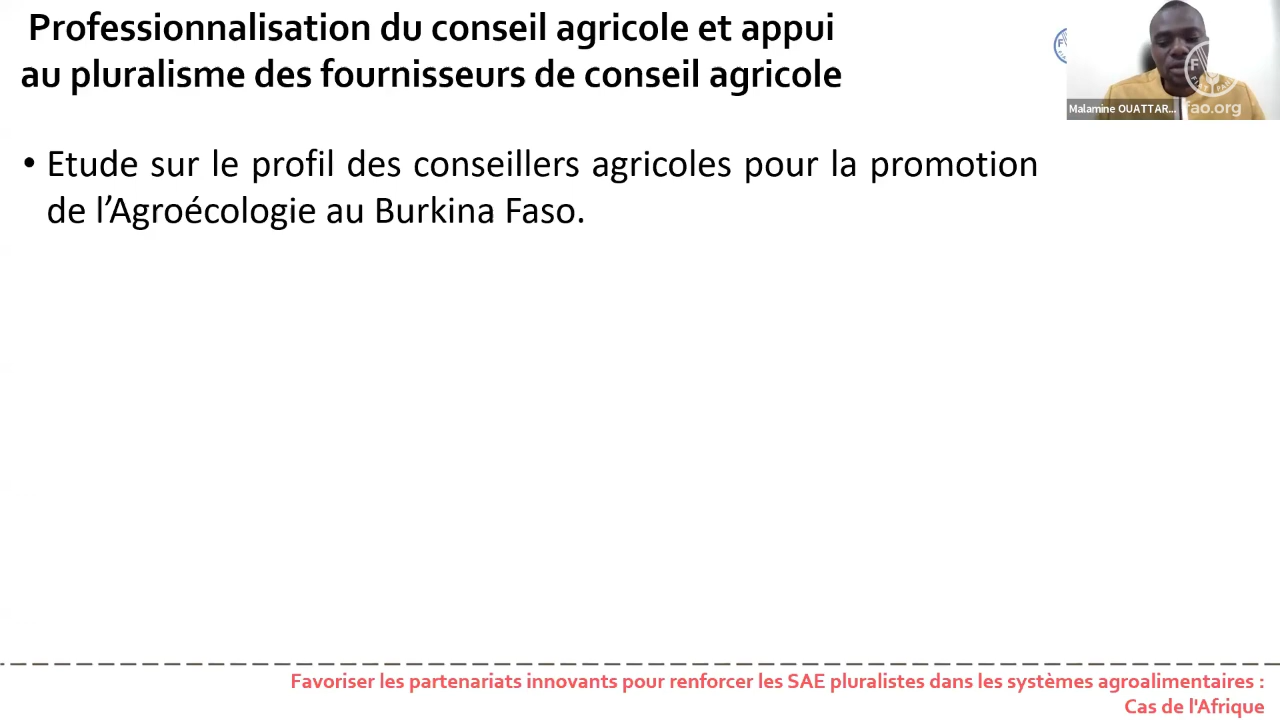 Professionnalisation du conseil agricole et appui
au pluralisme des fournisseurs de conseil agricole
Malamine OUATTAR...
fao.org
• Etude sur le profil des conseillers agricoles pour la promotion
de l’Agroécologie au Burkina Faso.
Favoriser les partenariats innovants pour renforcer les SAE pluralistes dans les systèmes agroalimentaires :
Cas de l'Afrique